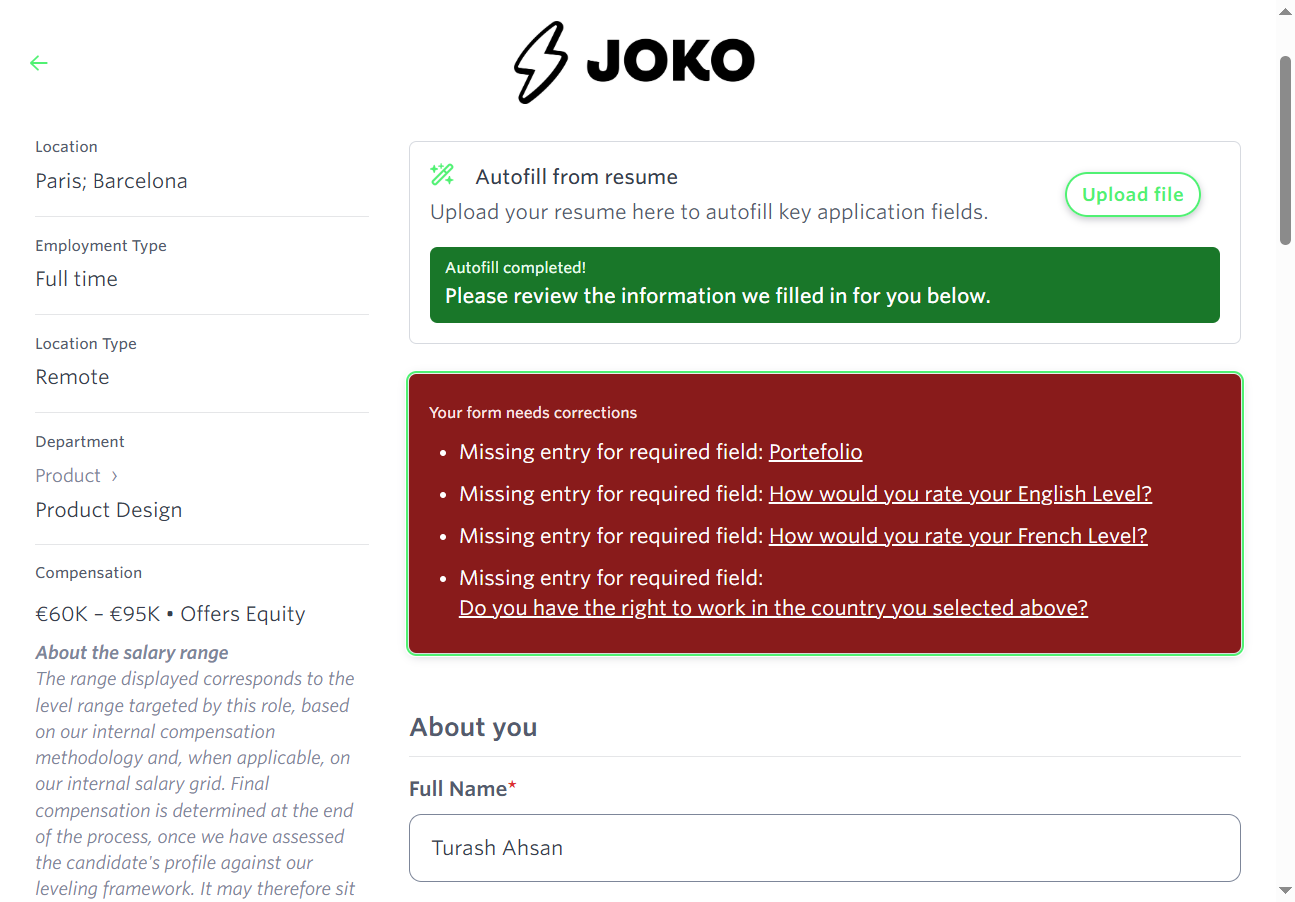 JOKO
Location
Paris; Barcelona
Employment Type
Full time
Location Type
Remote
Department
Product ›
Product Design
Compensation
€60K – €95K • Offers Equity
About the salary range
The range displayed corresponds to the
level range targeted by this role, based
on our internal compensation
methodology and, when applicable, on
our internal salary grid. Final
compensation is determined at the end
of the process, once we have assessed
the candidate's profile against our
leveling framework. It may therefore sit
Autofill from resume
Upload your resume here to autofill key application fields.
Upload file
Autofill completed!
Please review the information we filled in for you below.
Your form needs corrections
• Missing entry for required field: Portefolio
• Missing entry for required field: How would you rate your English Level?
• Missing entry for required field: How would you rate your French Level?
• Missing entry for required field:
Do you have the right to work in the country you selected above?
About you
Full Name*
Turash Ahsan